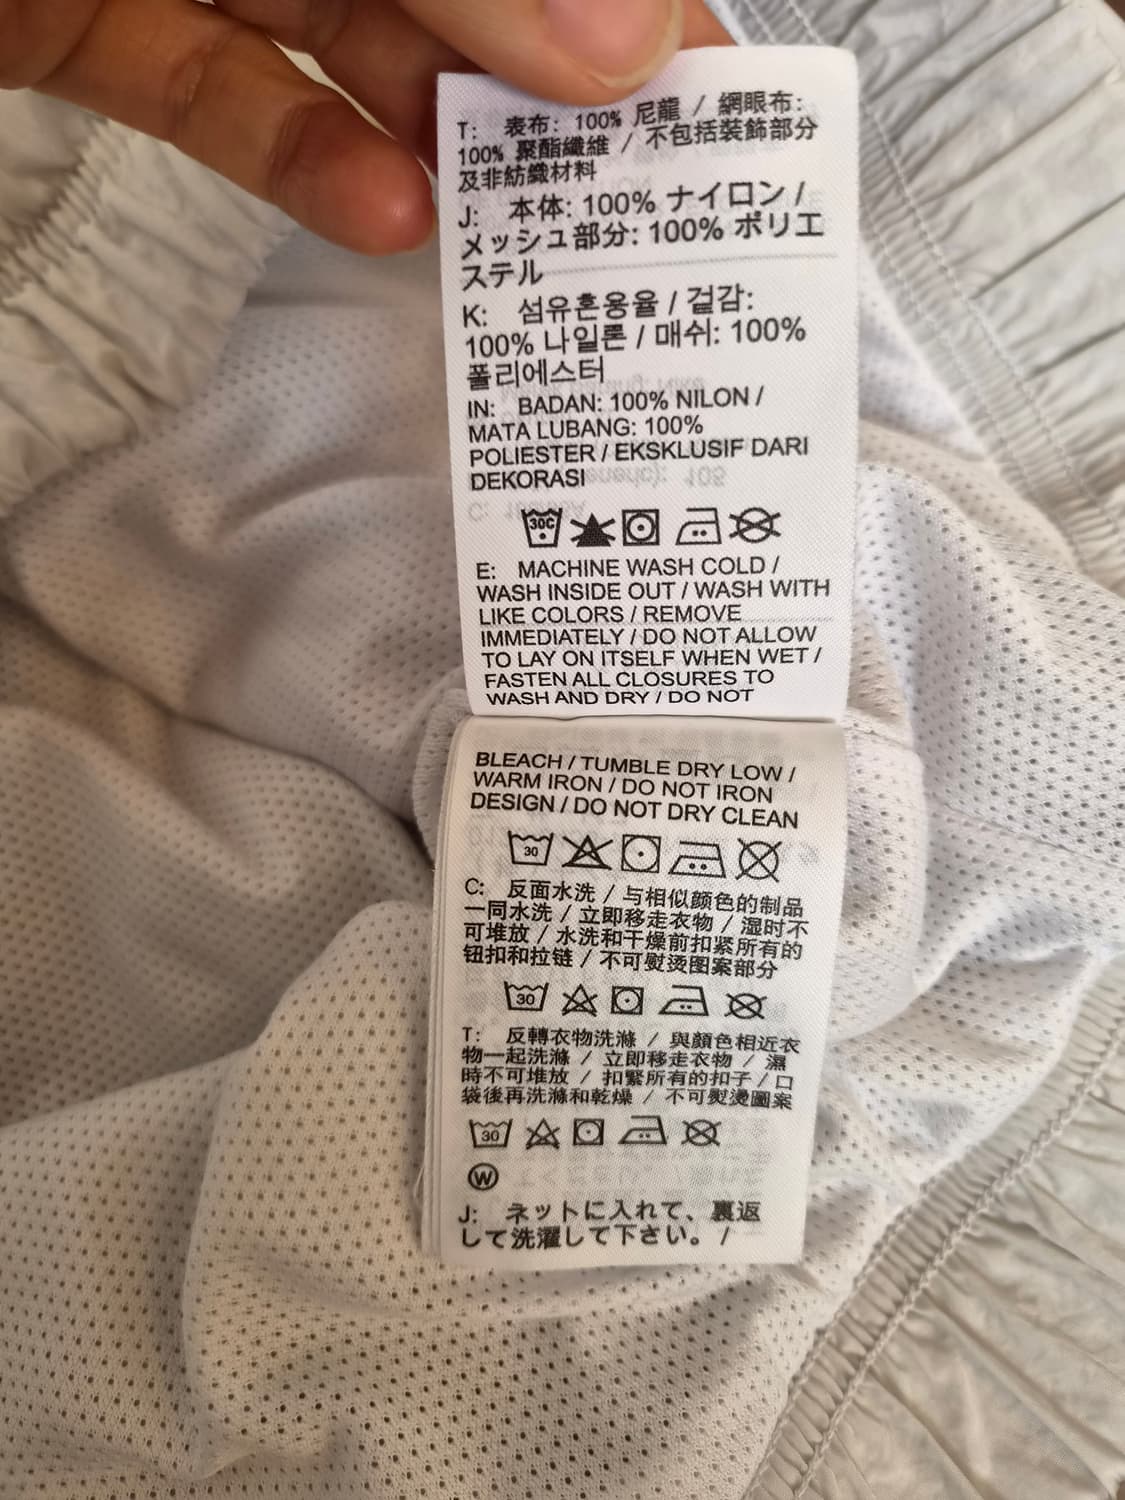 T: 表布: 100% 尼龍 / 網眼布:
100% 聚酯纖維 / 不包括裝飾部分
及非紡織材料
J: 本体: 100% ナイロン /
メッシュ部分: 100% ポリエ
ステル
K: 섬유혼용율 / 겉감:
100% 나일론 / 매쉬: 100%
폴리에스터
IN: BADAN: 100% NILON /
MATA LUBANG: 100%
POLIESTER / EKSKLUSIF DARI
DEKORASI
30C
E: MACHINE WASH COLD /
WASH INSIDE OUT / WASH WITH
LIKE COLORS / REMOVE
IMMEDIATELY / DO NOT ALLOW
TO LAY ON ITSELF WHEN WET /
FASTEN ALL CLOSURES TO
WASH AND DRY / DO NOT
BLEACH / TUMBLE DRY LOW /
WARM IRON / DO NOT IRON
DESIGN / DO NOT DRY CLEAN
30
C: 反面水洗 / 与相似颜色的制品
一同水洗 / 立即移走衣物 / 湿时不
可堆放 / 水洗和干燥前扣紧所有的
钮扣和拉链 / 不可熨烫图案部分
30
T: 反轉衣物洗滌 / 與顏色相近衣
物一起洗滌 / 立即移走衣物 / 濕
時不可堆放 / 扣緊所有的扣子 / 口
袋後再洗滌和乾燥 / 不可熨燙圖案
30
W
J: ネットに入れて、裏返
して洗濯して下さい。 /